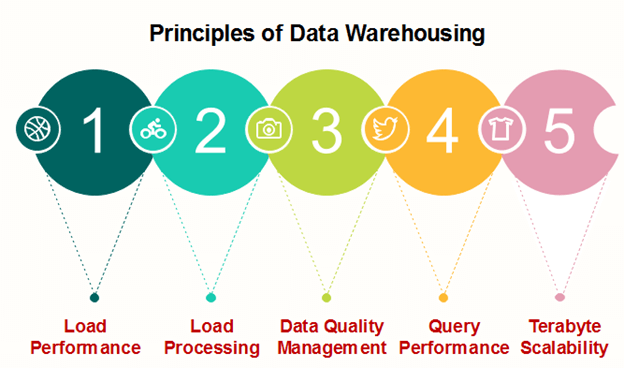 Principles of Data Warehousing
1 2 3 4 5
Load
Performance
Load
Processing
Data Quality
Management
Query
Performance
Terabyte
Scalability